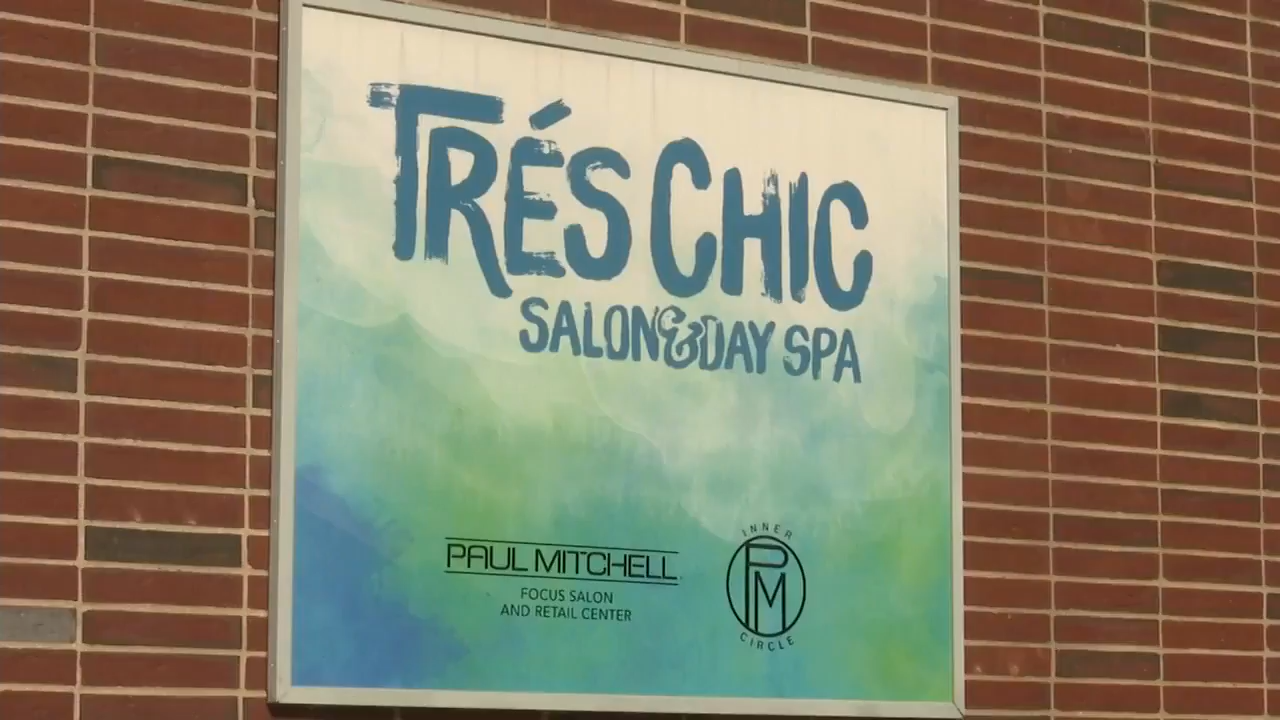 TRÉS CHIC
SALON & DAY SPA
PAUL MITCHELL
FOCUS SALON
AND RETAIL CENTER
INNER
PM
CIRCLE